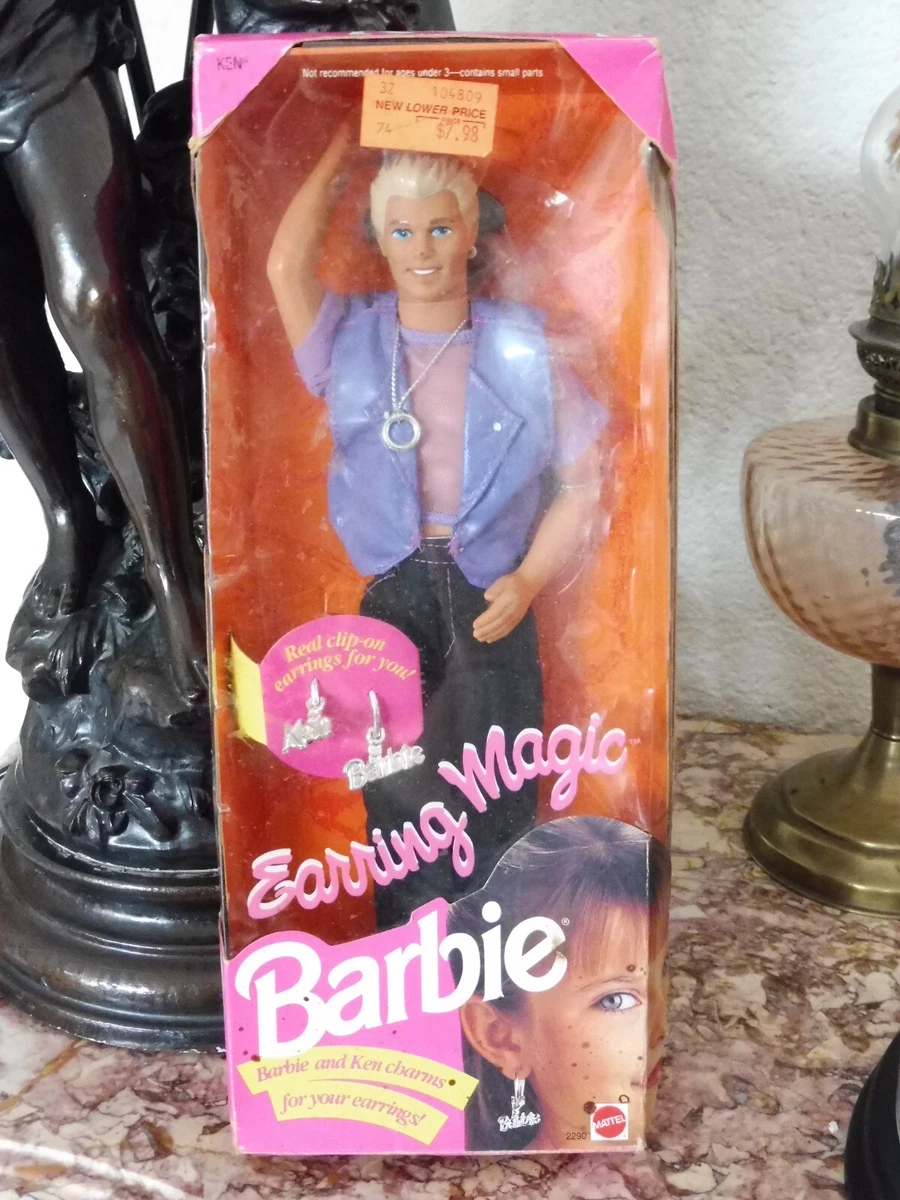 KEN®
Not recommended for ages under 3—contains small parts
32 104809
NEW LOWER PRICE
PRICE
74 $7.98
Real clip-on
earrings for you!
Ken
Barbie
Earring Magic™
Barbie®
Barbie and Ken charms
for your earrings!
Barbie
2290
MATTEL